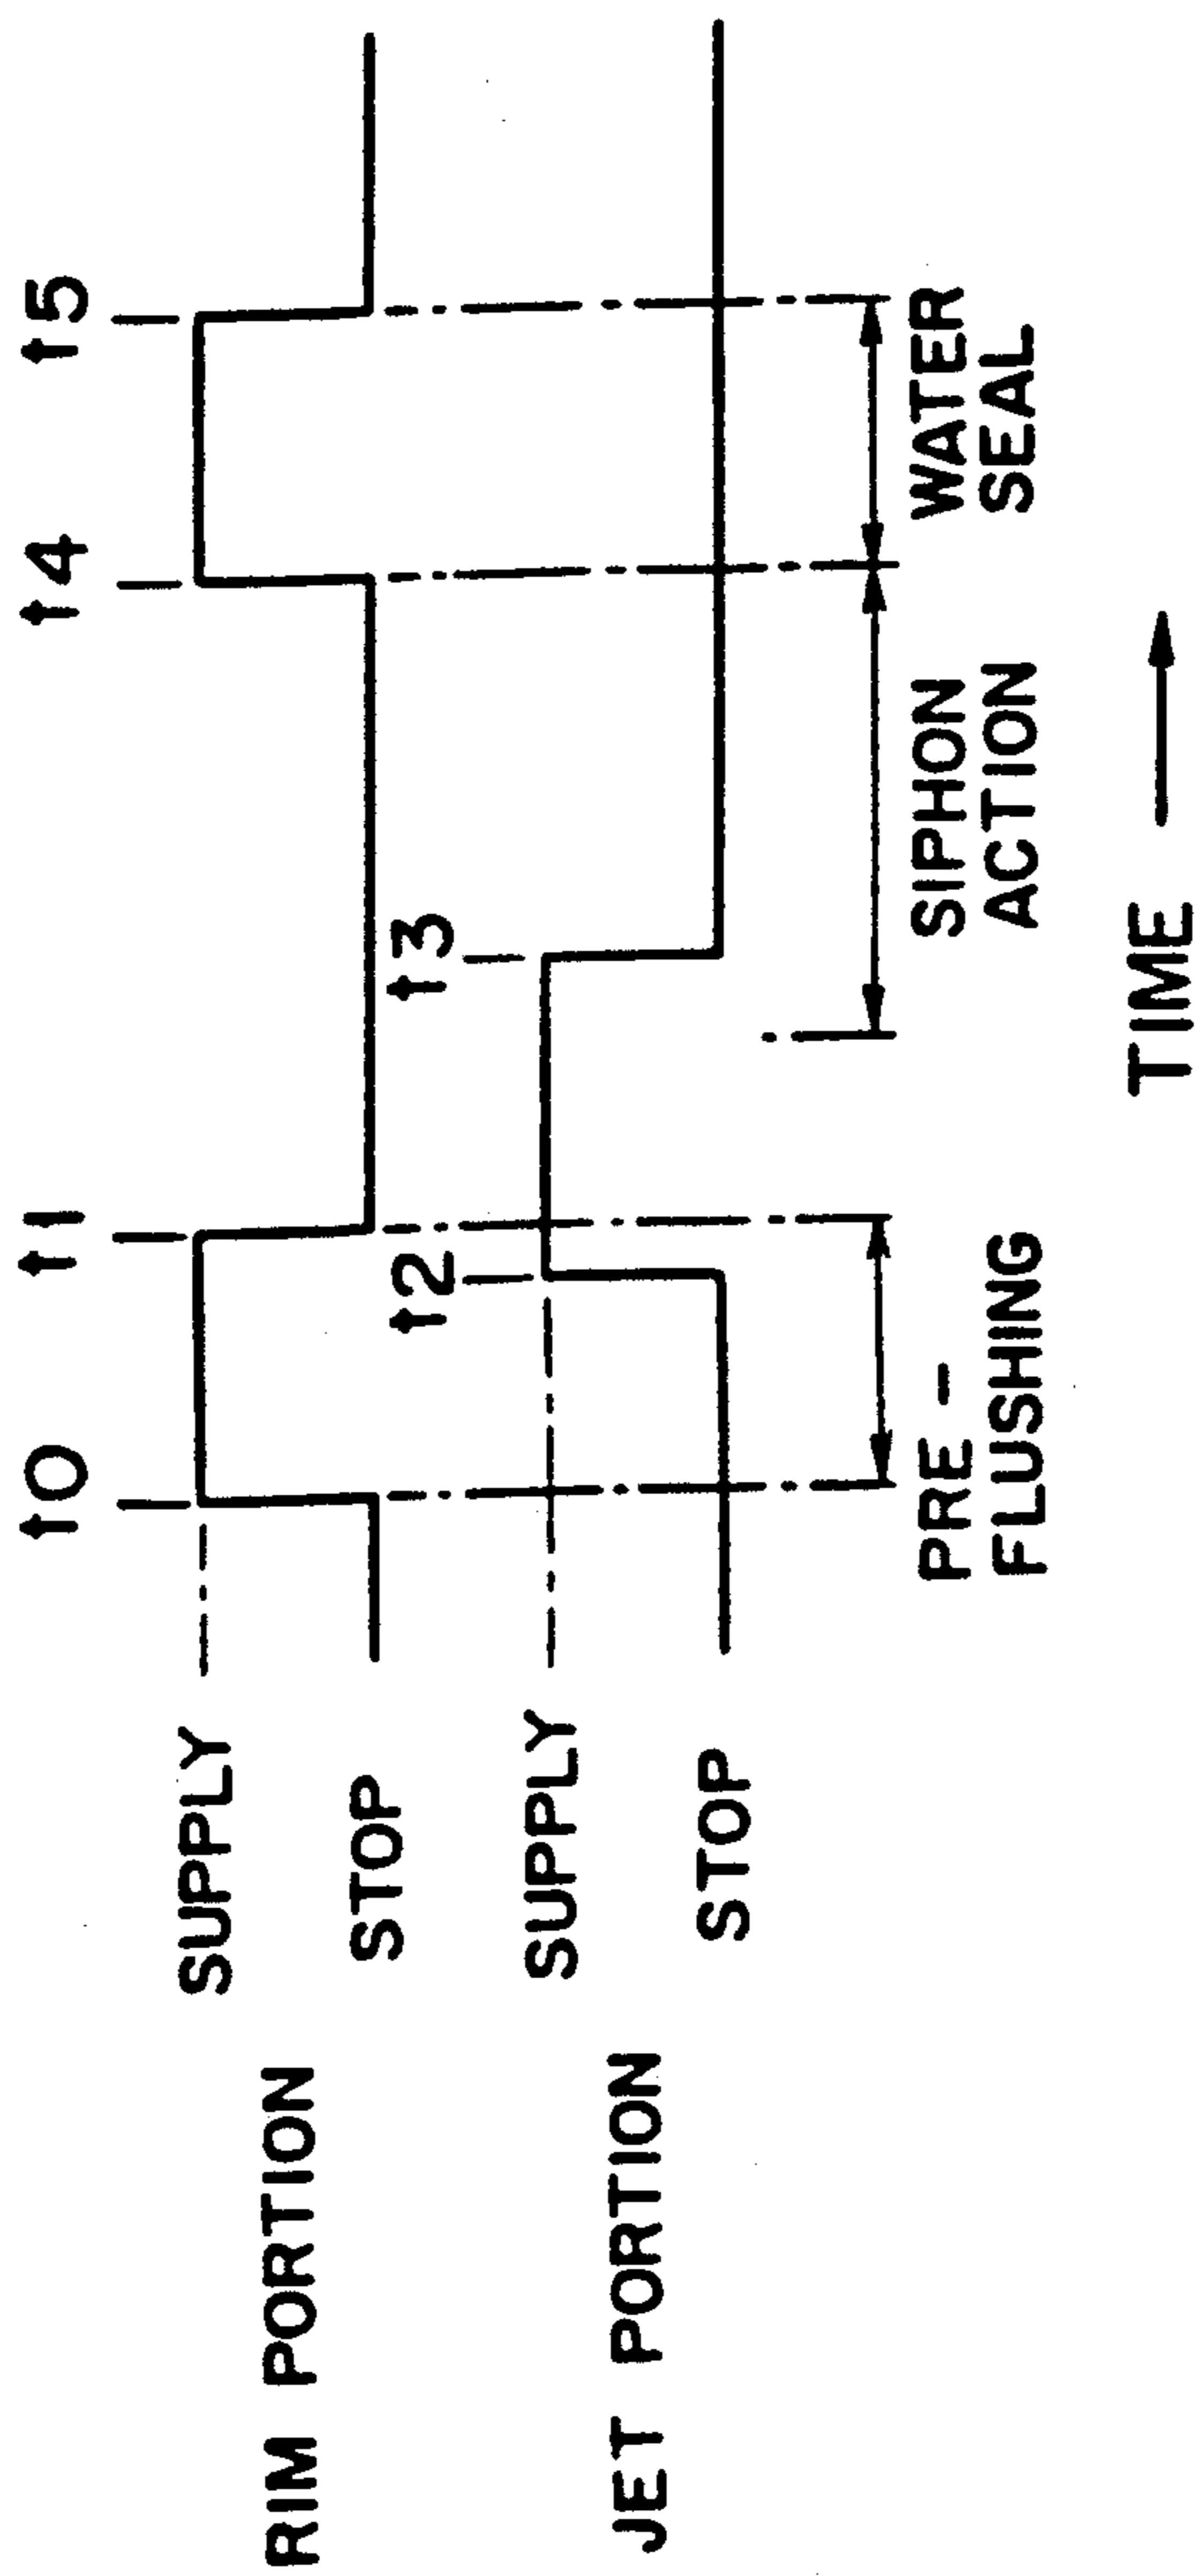 t0
t1
t4
t5
RIM PORTION
SUPPLY
STOP
t2
t3
JET PORTION
SUPPLY
STOP
PRE -
FLUSHING
SIPHON
ACTION
WATER
SEAL
TIME